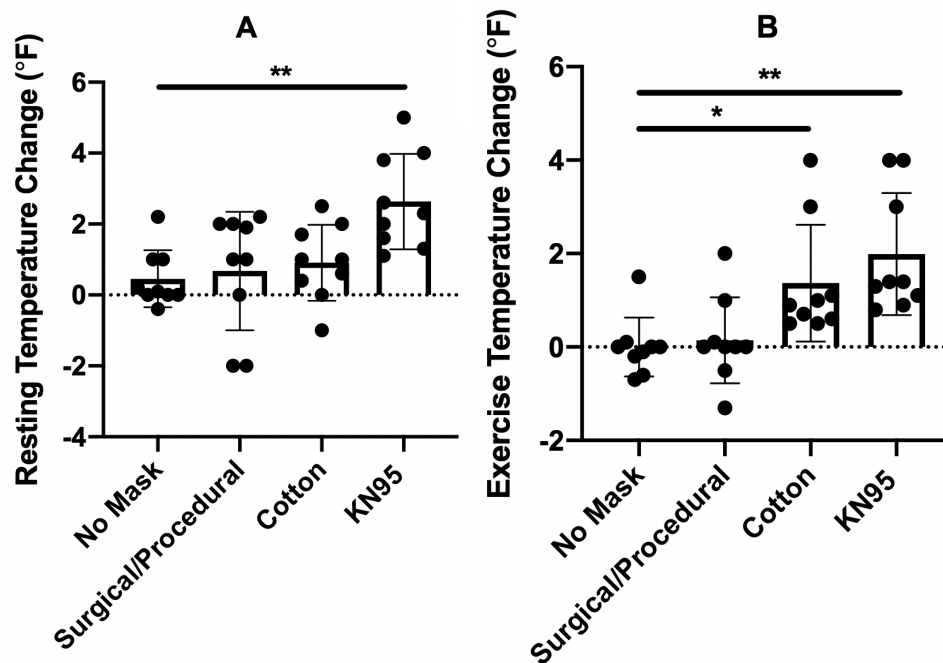 A
Resting Temperature Change (°F)
**
6
4
2
0
-2
-4
No Mask
Surgical/Procedural
Cotton
KN95
B
Exercise Temperature Change (°F)
**
*
6
4
2
0
-2
No Mask
Surgical/Procedural
Cotton
KN95